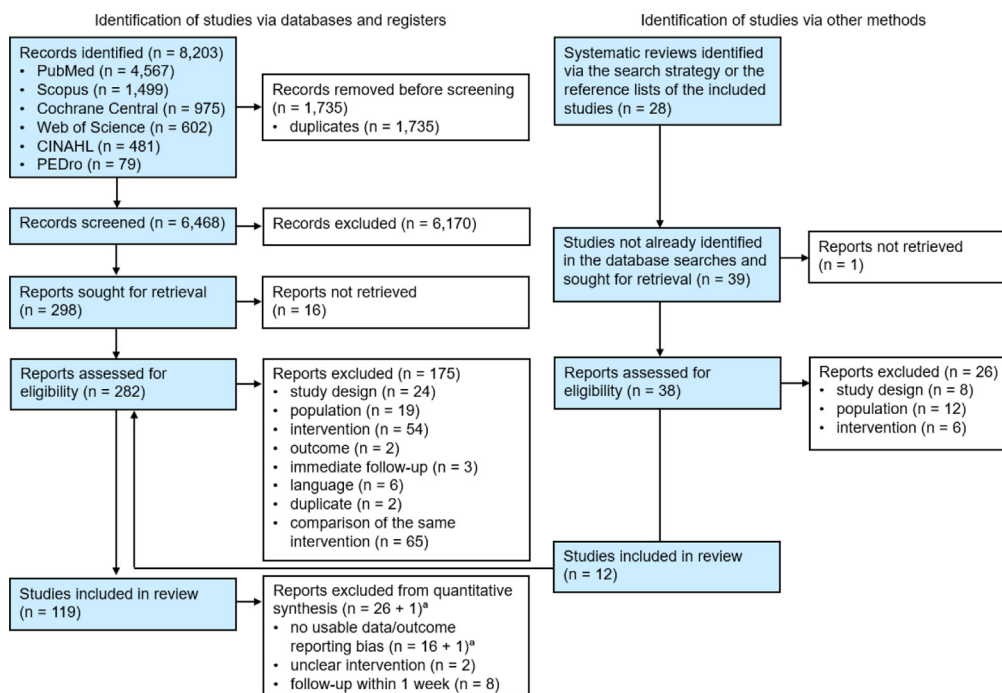 Identification of studies via databases and registers
Records identified (n = 8,203)
• PubMed (n = 4,567)
• Scopus (n = 1,499)
• Cochrane Central (n = 975)
• Web of Science (n = 602)
• CINAHL (n = 481)
• PEDro (n = 79)
Records removed before screening
(n = 1,735)
• duplicates (n = 1,735)
Records screened (n = 6,468)
Records excluded (n = 6,170)
Reports sought for retrieval
(n = 298)
Reports not retrieved
(n = 16)
Reports assessed for
eligibility (n = 282)
Reports excluded (n = 175)
• study design (n = 24)
• population (n = 19)
• intervention (n = 54)
• outcome (n = 2)
• immediate follow-up (n = 3)
• language (n = 6)
• duplicate (n = 2)
• comparison of the same
intervention (n = 65)
Studies included in review
(n = 119)
Reports excluded from quantitative
synthesis (n = 26 + 1)ª
• no usable data/outcome
reporting bias (n = 16 + 1)ª
• unclear intervention (n = 2)
• follow-up within 1 week (n = 8)
Identification of studies via other methods
Systematic reviews identified
via the search strategy or the
reference lists of the included
studies (n = 28)
Studies not already identified
in the database searches and
sought for retrieval (n = 39)
Reports not retrieved
(n = 1)
Reports assessed for
eligibility (n = 38)
Reports excluded (n = 26)
• study design (n = 8)
• population (n = 12)
• intervention (n = 6)
Studies included in review
(n = 12)